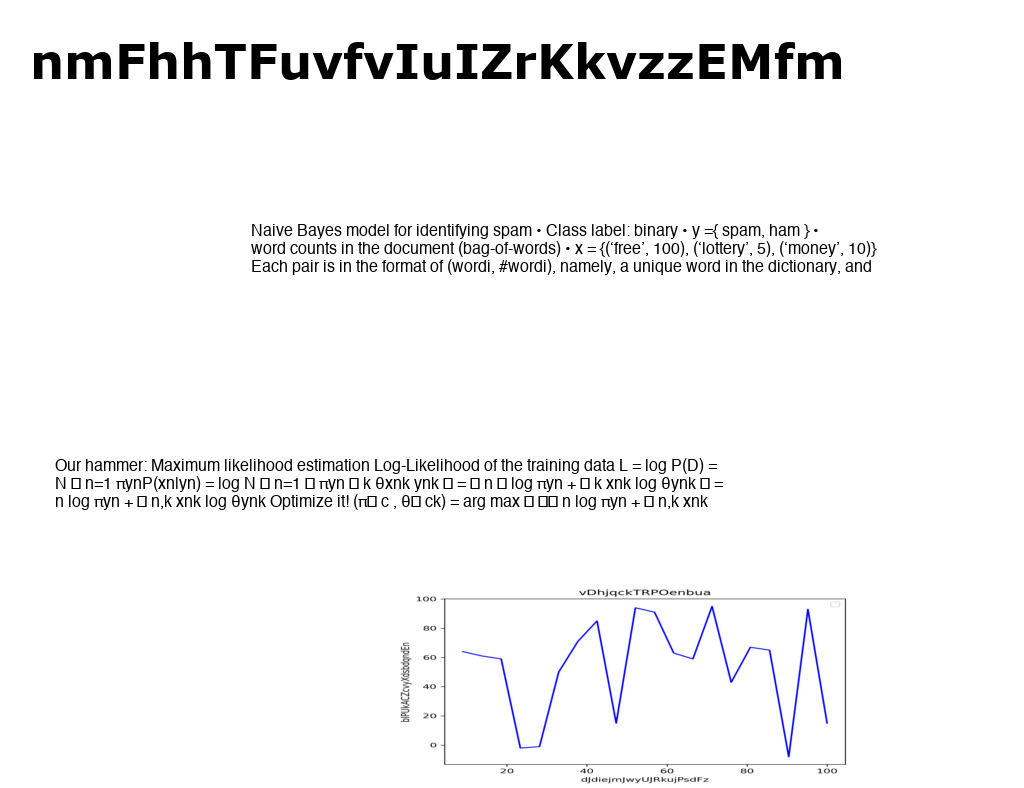 nmFhhTFuvfvIuIZrKkvzzEMfm
Naive Bayes model for identifying spam • Class label: binary • y ={ spam, ham } •
word counts in the document (bag-of-words) • x = {(‘free’, 100), (‘lottery’, 5), (‘money’, 10)}
Each pair is in the format of (wordi, #wordi), namely, a unique word in the dictionary, and
Our hammer: Maximum likelihood estimation Log-Likelihood of the training data L = log P(D) =
N □ n=1 πynP(xn|yn) = log N □ n=1 □ πyn □ k θxnk ynk □ = □ n □ log πyn + □ k xnk log θynk □ =
n log πyn + □ n,k xnk log θynk Optimize it! (π□ c , θ□ ck) = arg max □ □□ n log πyn + □ n,k xnk
vDhjqckTRPOenbua
100
80
60
40
20
0
20 40 60 80 100
dJdiejmJwyUJRkujPsdFz